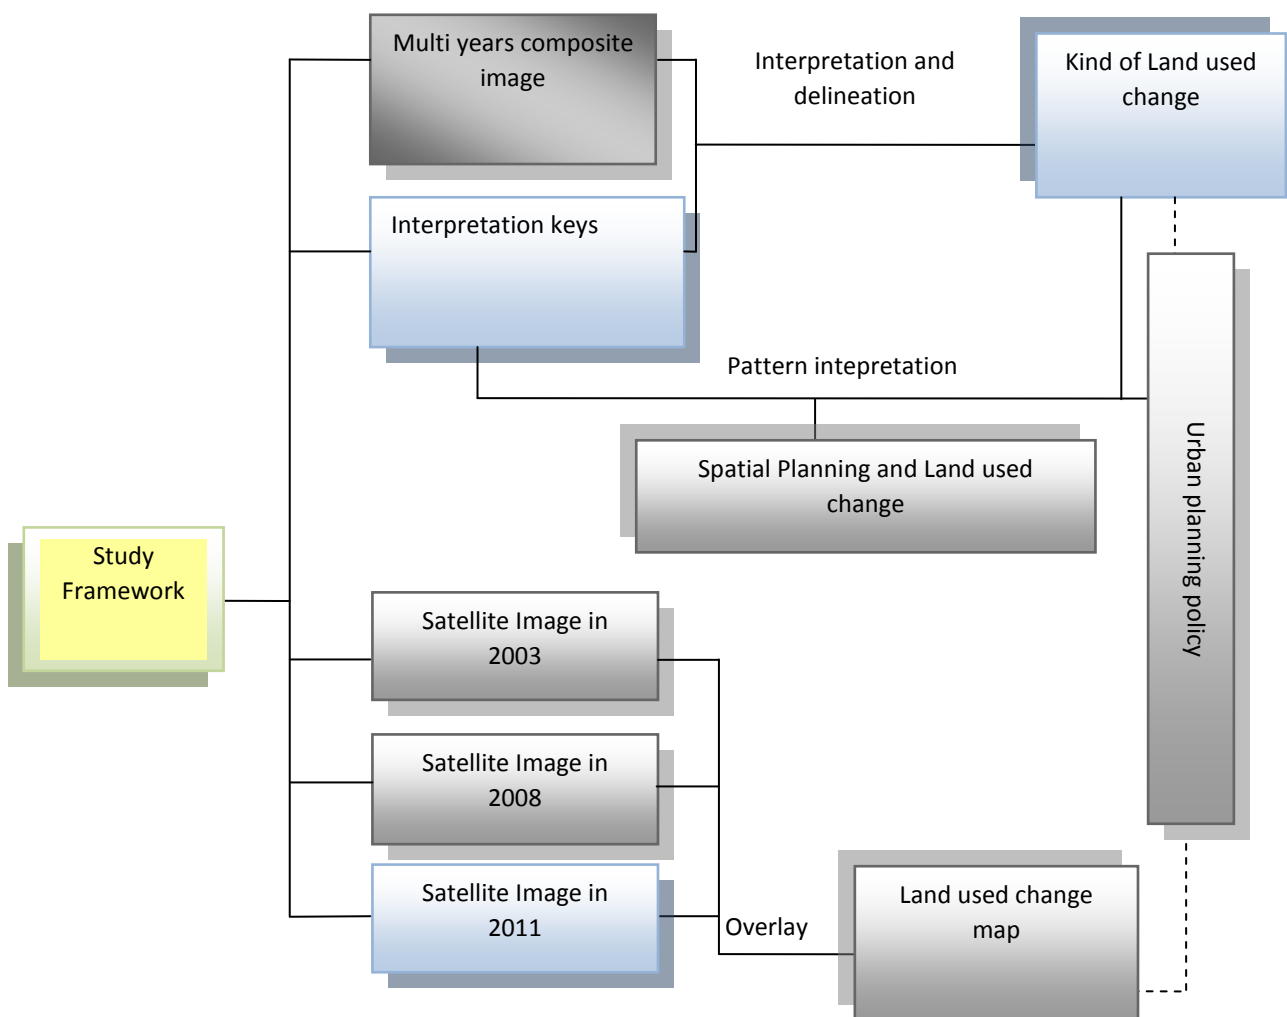 Multi years composite
image
Interpretation and
delineation
Kind of Land used
change
Interpretation keys
Pattern intepretation
Spatial Planning and Land used
change
Urban planning policy
Study
Framework
Satellite Image in
2003
Satellite Image in
2008
Satellite Image in
2011
Overlay
Land used change
map